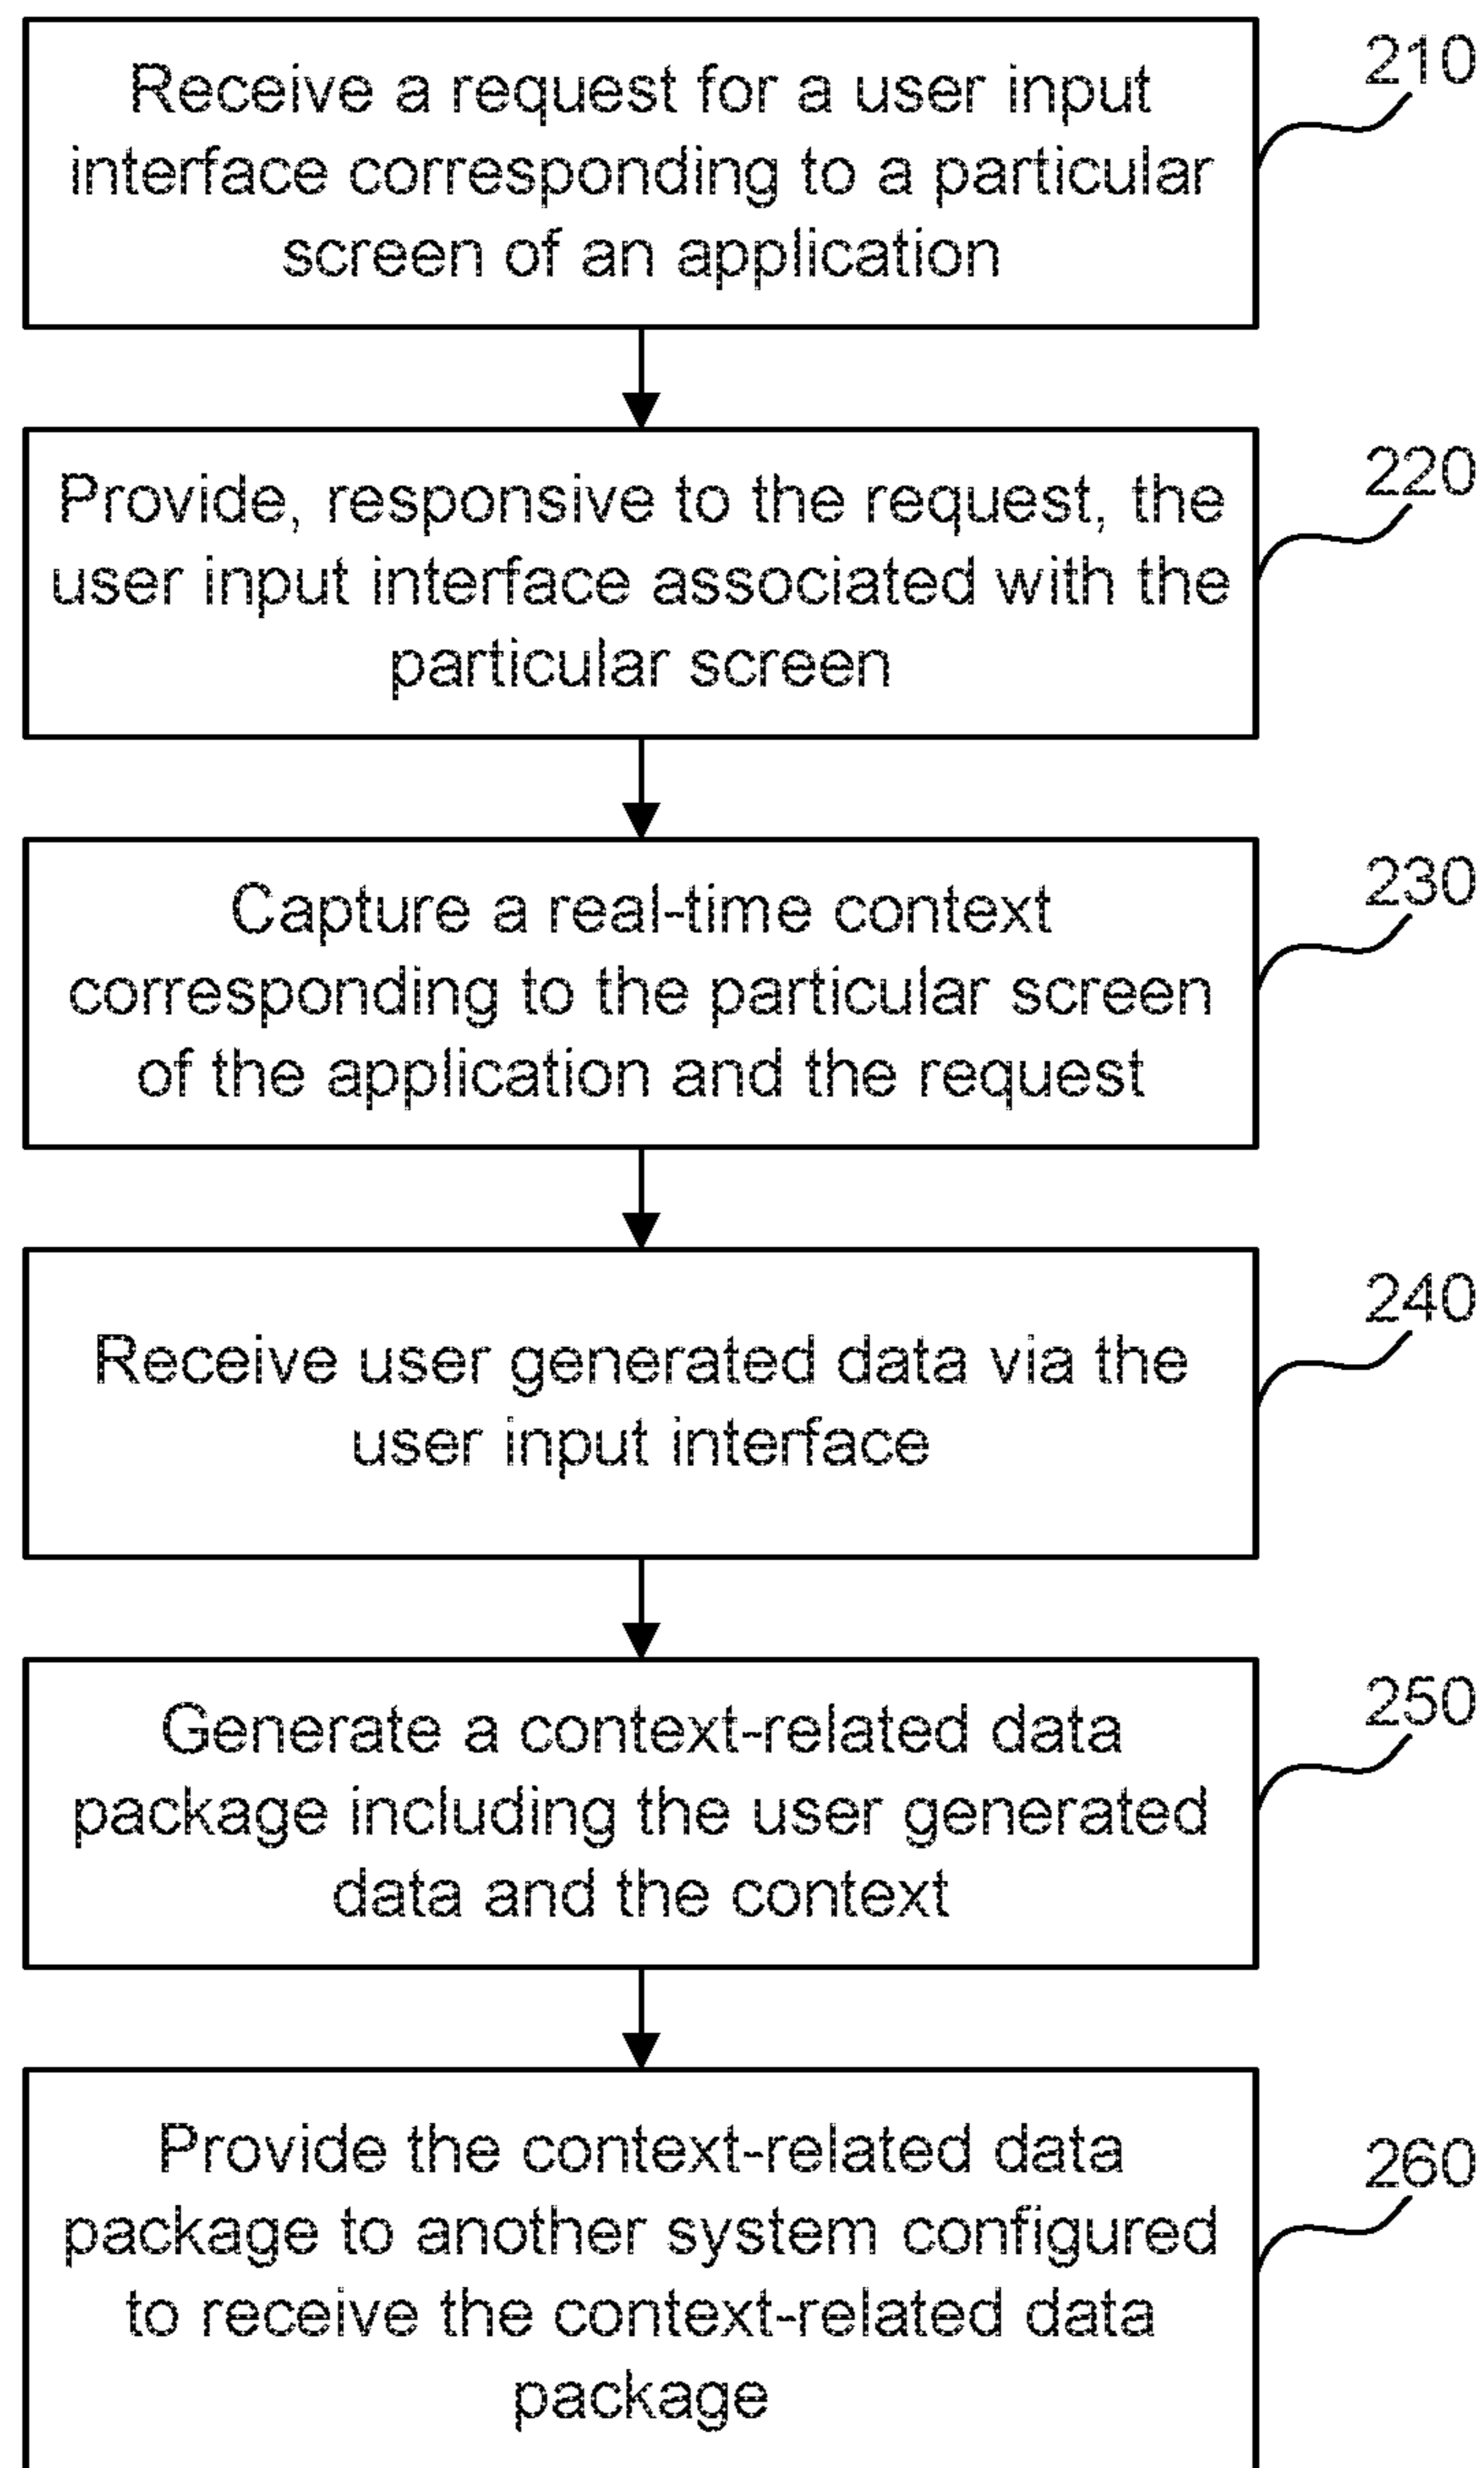 Receive a request for a user input
interface corresponding to a particular
screen of an application
210
Provide, responsive to the request, the
user input interface associated with the
particular screen
220
Capture a real-time context
corresponding to the particular screen
of the application and the request
230
Receive user generated data via the
user input interface
240
Generate a context-related data
package including the user generated
data and the context
250
Provide the context-related data
package to another system configured
to receive the context-related data
package
260